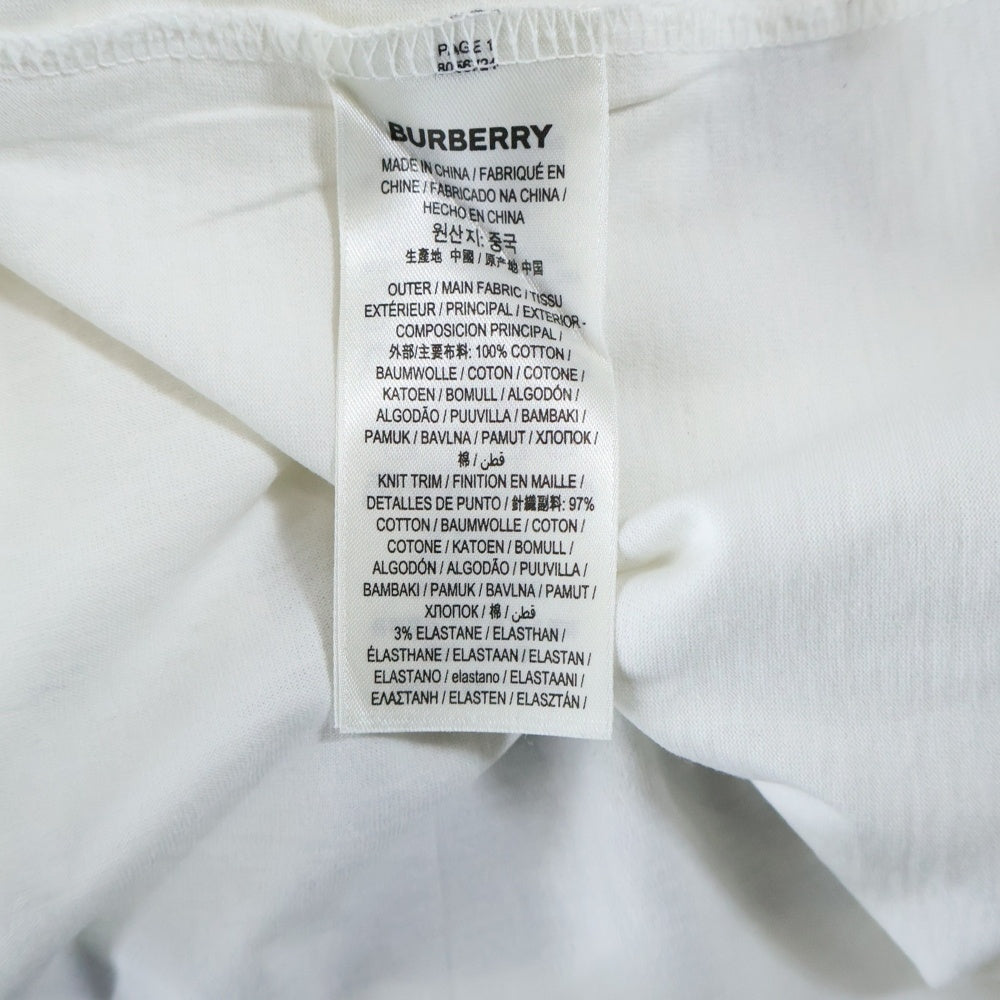 PAGE 1
BURBERRY
MADE IN CHINA / FABRIQUÉ EN
CHINE / FABRICADO NA CHINA /
HECHO EN CHINA
원산지: 중국
生產地 中國 / 原产地 中国
OUTER / MAIN FABRIC / TISSU
EXTÉRIEUR / PRINCIPAL / EXTERIOR-
COMPOSICION PRINCIPAL /
外部/主要布料: 100% COTTON /
BAUMWOLLE / COTON / COTONE /
KATOEN / BOMULL / ALGODÓN /
ALGODÃO / PUUVILLA / BAMBAKI /
PAMUK / BAVLNA / PAMUT / ХЛОПОК /
棉 / قطن /
KNIT TRIM / FINITION EN MAILLE /
DETALLES DE PUNTO / 針織副料: 97%
COTTON / BAUMWOLLE / COTON /
COTONE / KATOEN / BOMULL /
ALGODÓN / ALGODÃO / PUUVILLA /
BAMBAKI / PAMUK / BAVLNA / PAMUT /
ХЛОПОК / 棉 / قطن /
3% ELASTANE / ELASTHAN /
ÉLASTHANE / ELASTAAN / ELASTAN /
ELASTANO / elastano / ELASTAANI /
ΕΛΑΣΤΑΝΗ / ELASTEN / ELASZTÁN /